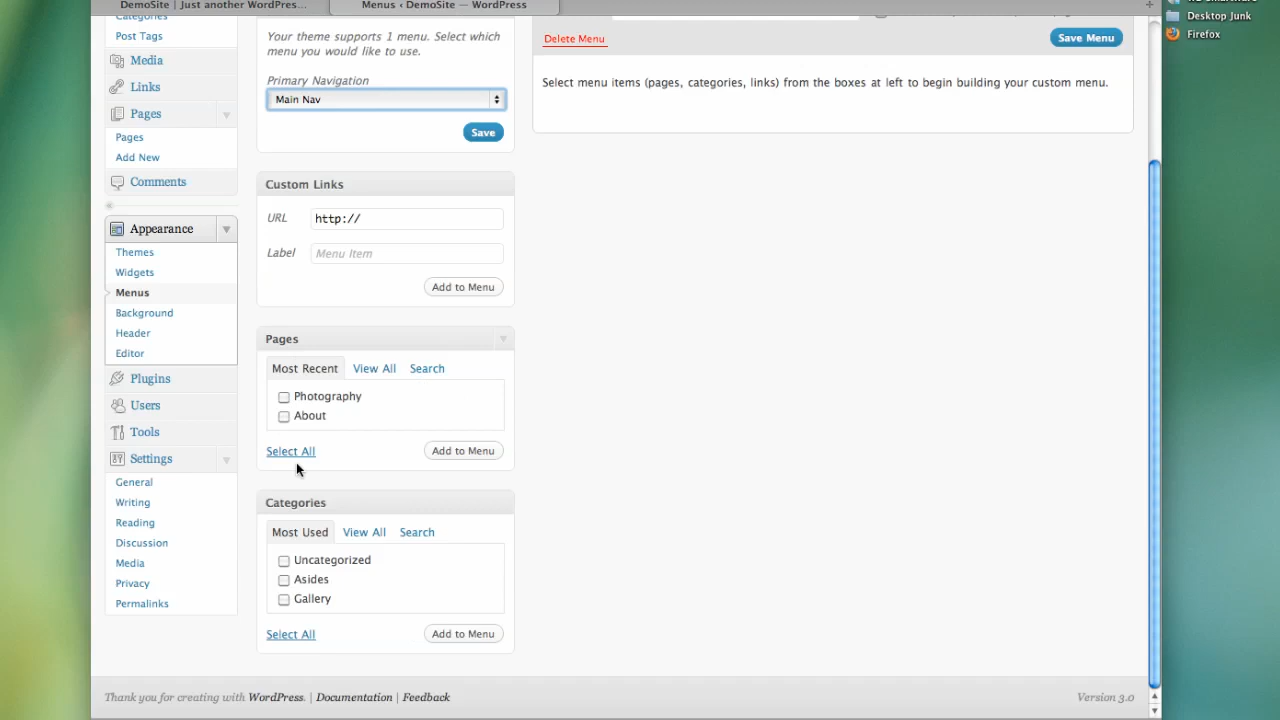 DemoSite | Just another WordPres...
Menus ‹ DemoSite — WordPress
+
Desktop Junk
Firefox
Categories
Post Tags
Media
Links
Pages
Pages
Add New
Comments
Appearance
Themes
Widgets
Menus
Background
Header
Editor
Plugins
Users
Tools
Settings
General
Writing
Reading
Discussion
Media
Privacy
Permalinks
Your theme supports 1 menu. Select which
menu you would like to use.
Primary Navigation
Main Nav
Save
Custom Links
URL http://
Label Menu Item
Add to Menu
Pages
Most Recent View All Search
Photography
About
Select All Add to Menu
Categories
Most Used View All Search
Uncategorized
Asides
Gallery
Select All Add to Menu
Delete Menu Save Menu
Select menu items (pages, categories, links) from the boxes at left to begin building your custom menu.
Thank you for creating with WordPress. | Documentation | Feedback
Version 3.0